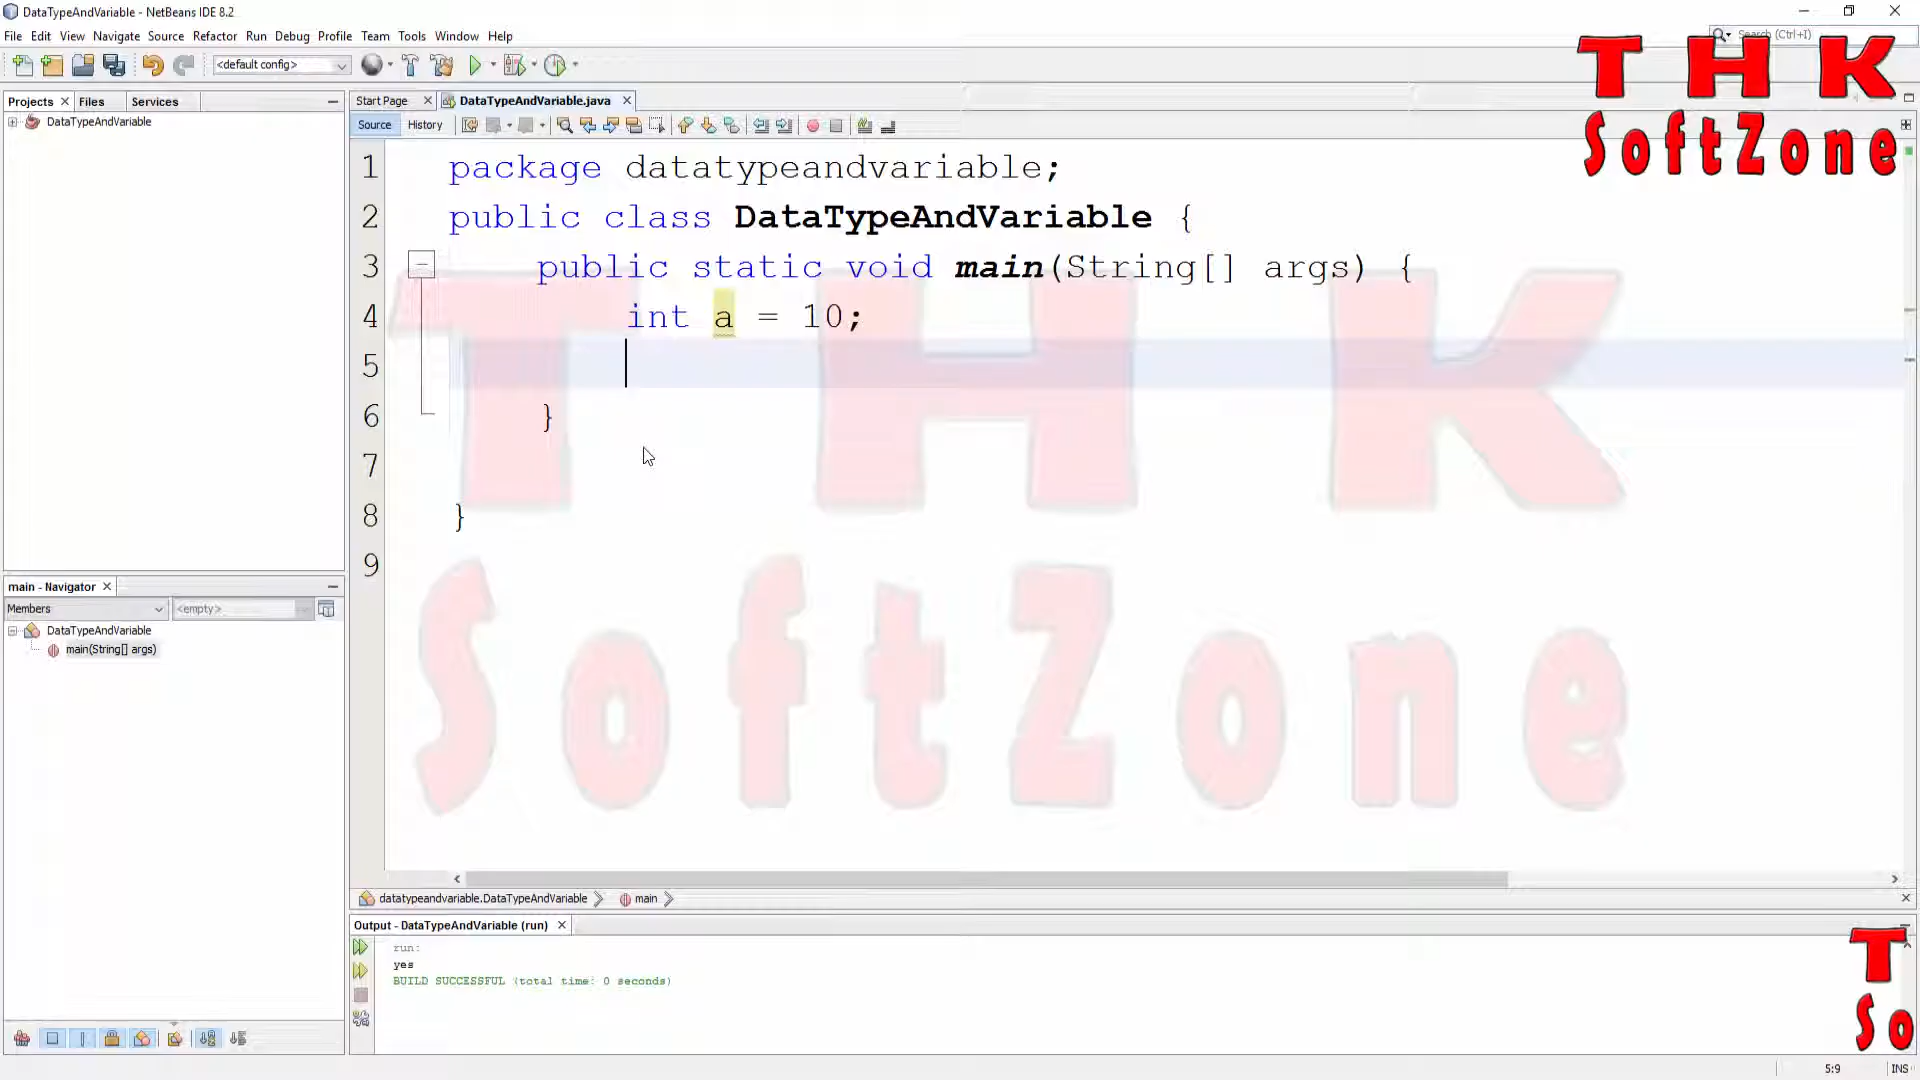 DataTypeAndVariable - NetBeans IDE 8.2
File Edit View Navigate Source Refactor Run Debug Profile Team Tools Window Help
Search (Ctrl+I)
<default config>
T H K
SoftZone
Projects Files Services
DataTypeAndVariable
Start Page DataTypeAndVariable.java
Source History
1 package datatypeandvariable;
2 public class DataTypeAndVariable {
3 public static void main(String[] args) {
4 int a = 10;
5
6 }
7
8 }
9
T H K
SoftZone
main - Navigator
Members <empty>
DataTypeAndVariable
main(String[] args)
datatypeandvariable.DataTypeAndVariable main
Output - DataTypeAndVariable (run)
run:
yes
BUILD SUCCESSFUL (total time: 0 seconds)
T
So
5:9 INS